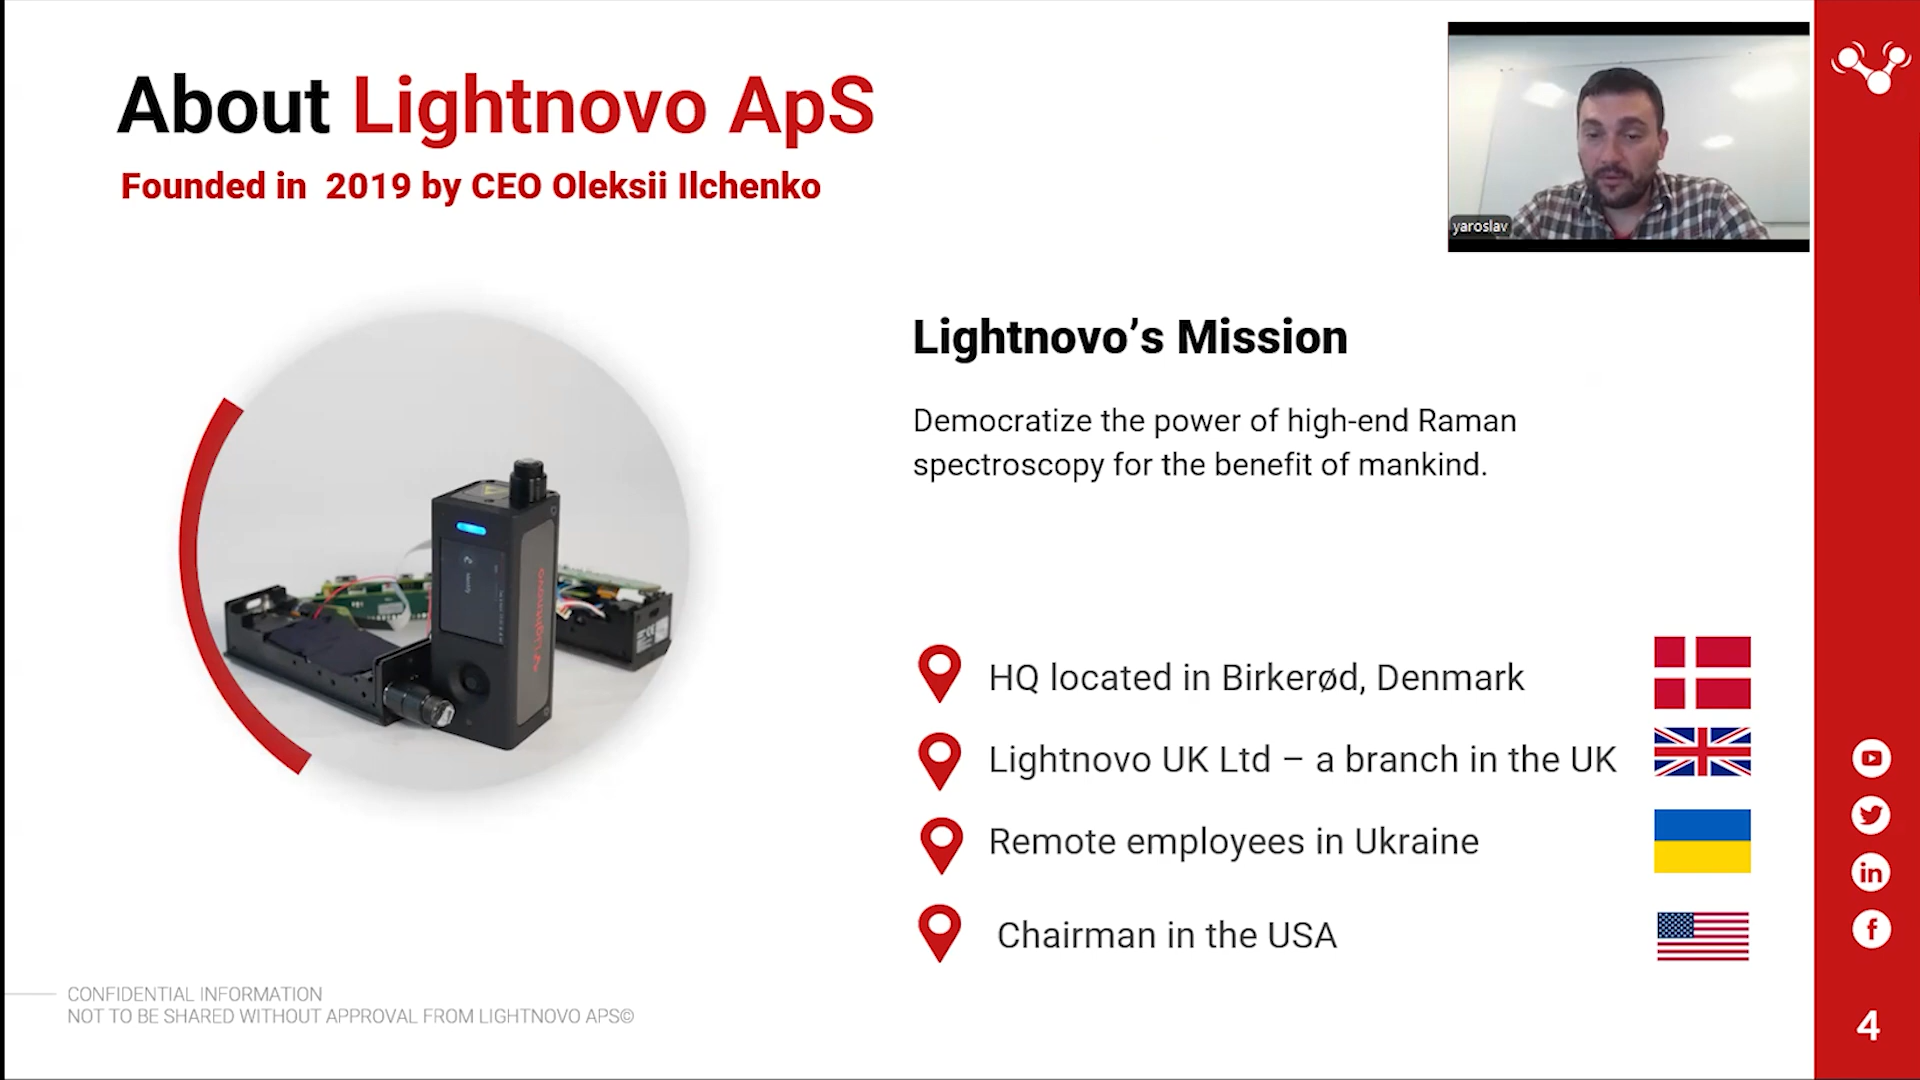 About Lightnovo ApS
Founded in 2019 by CEO Oleksii Ilchenko
yaroslav
Lightnovo’s Mission
Democratize the power of high-end Raman
spectroscopy for the benefit of mankind.
Lightnovo
HQ located in Birkerød, Denmark
Lightnovo UK Ltd – a branch in the UK
Remote employees in Ukraine
Chairman in the USA
CONFIDENTIAL INFORMATION
NOT TO BE SHARED WITHOUT APPROVAL FROM LIGHTNOVO APS©
in
f
4